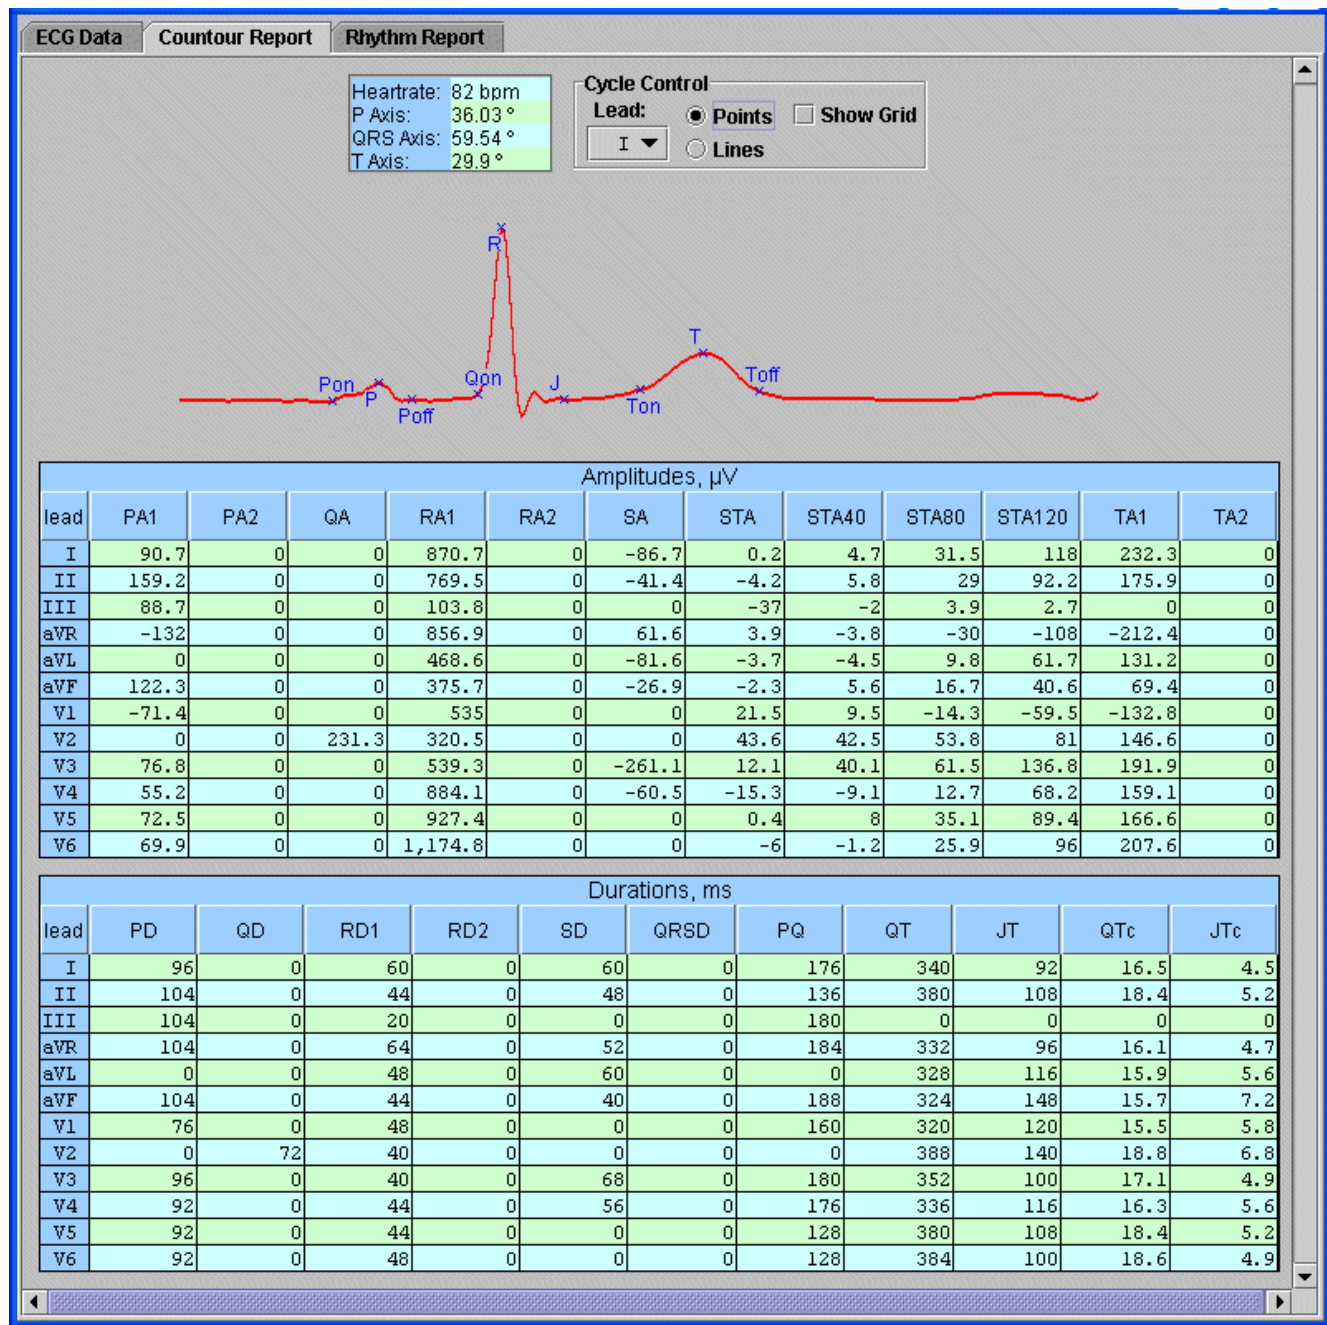 ECG Data Countour Report Rhythm Report
Heartrate: 82 bpm
P Axis: 36.03 °
QRS Axis: 59.54 °
T Axis: 29.9 °
Cycle Control
Lead:
I
Points
Lines
Show Grid
R
T
Pon
P
Poff
Qon
J
Ton
Toff
Amplitudes, µV
lead PA1 PA2 QA RA1 RA2 SA STA STA40 STA80 STA120 TA1 TA2
I 90.7 0 0 870.7 0 -86.7 0.2 4.7 31.5 118 232.3 0
II 159.2 0 0 769.5 0 -41.4 -4.2 5.8 29 92.2 175.9 0
III 88.7 0 0 103.8 0 0 -37 -2 3.9 2.7 0 0
aVR -132 0 0 856.9 0 61.6 3.9 -3.8 -30 -108 -212.4 0
aVL 0 0 0 468.6 0 -81.6 -3.7 -4.5 9.8 61.7 131.2 0
aVF 122.3 0 0 375.7 0 -26.9 -2.3 5.6 16.7 40.6 69.4 0
V1 -71.4 0 0 535 0 0 21.5 9.5 -14.3 -59.5 -132.8 0
V2 0 0 231.3 320.5 0 0 43.6 42.5 53.8 81 146.6 0
V3 76.8 0 0 539.3 0 -261.1 12.1 40.1 61.5 136.8 191.9 0
V4 55.2 0 0 884.1 0 -60.5 -15.3 -9.1 12.7 68.2 159.1 0
V5 72.5 0 0 927.4 0 0 0.4 8 35.1 89.4 166.6 0
V6 69.9 0 0 1,174.8 0 0 -6 -1.2 25.9 96 207.6 0
Durations, ms
lead PD QD RD1 RD2 SD QRSD PQ QT JT QTc JTc
I 96 0 60 0 60 0 176 340 92 16.5 4.5
II 104 0 44 0 48 0 136 380 108 18.4 5.2
III 104 0 20 0 0 0 180 0 0 0 0
aVR 104 0 64 0 52 0 184 332 96 16.1 4.7
aVL 0 0 48 0 60 0 0 328 116 15.9 5.6
aVF 104 0 44 0 40 0 188 324 148 15.7 7.2
V1 76 0 48 0 0 0 160 320 120 15.5 5.8
V2 0 72 40 0 0 0 0 388 140 18.8 6.8
V3 96 0 40 0 68 0 180 352 100 17.1 4.9
V4 92 0 44 0 56 0 176 336 116 16.3 5.6
V5 92 0 44 0 0 0 128 380 108 18.4 5.2
V6 92 0 48 0 0 0 128 384 100 18.6 4.9